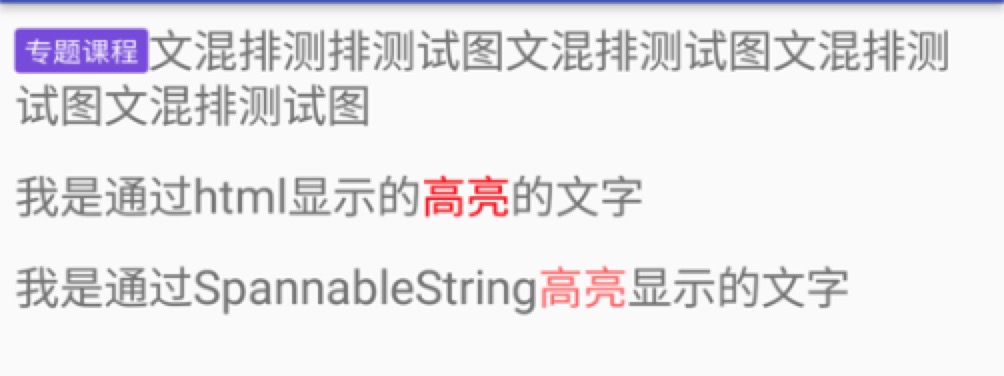 专题课程文混排测排测试图文混排测试图文混排测
试图文混排测试图
我是通过html显示的高亮的文字
我是通过SpannableString高亮显示的文字